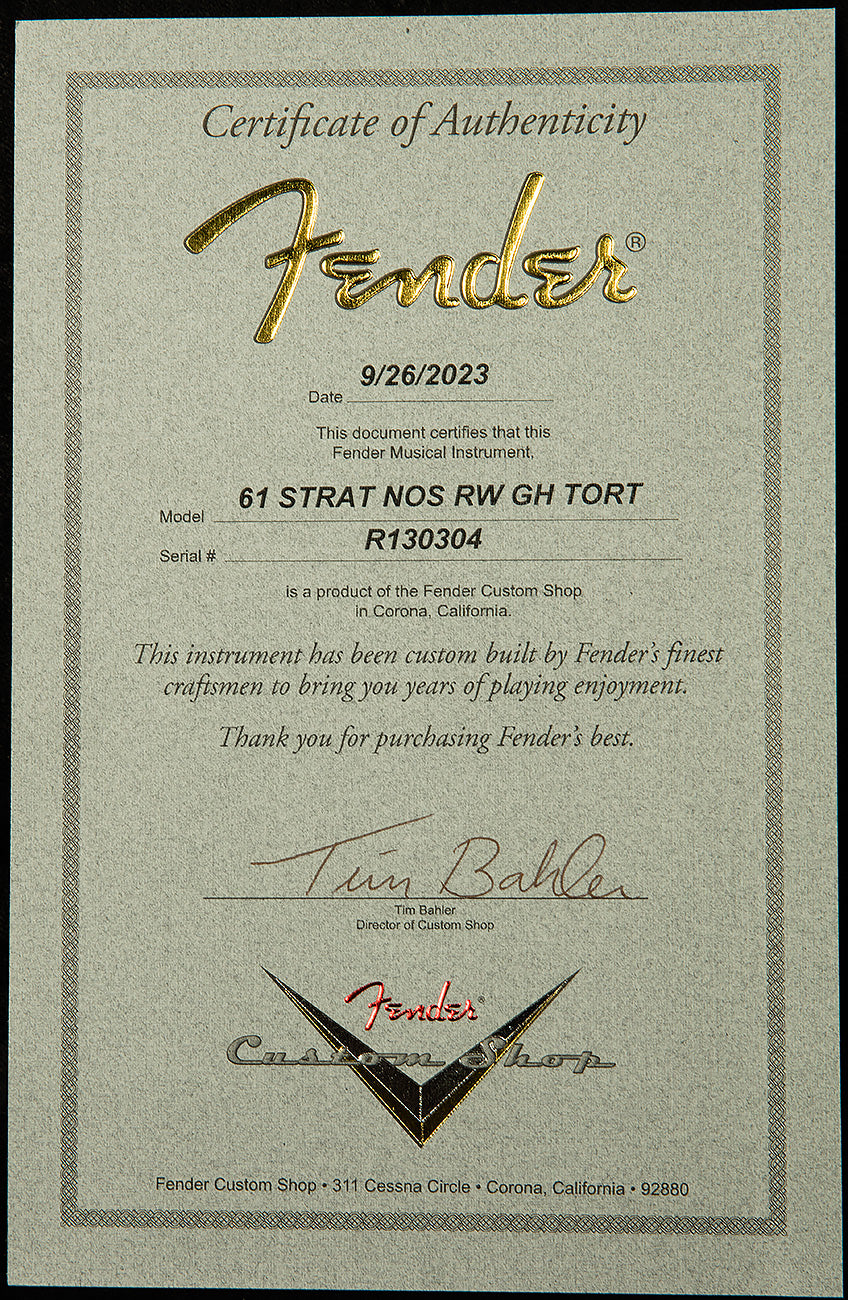 Certificate of Authenticity
Fender®
9/26/2023
Date
This document certifies that this
Fender Musical Instrument,
61 STRAT NOS RW GH TORT
Model
R130304
Serial #
is a product of the Fender Custom Shop
in Corona, California.
This instrument has been custom built by Fender's finest
craftsmen to bring you years of playing enjoyment.
Thank you for purchasing Fender's best.
Tim Bahler
Tim Bahler
Director of Custom Shop
Fender®
Custom Shop
Fender Custom Shop • 311 Cessna Circle • Corona, California • 92880